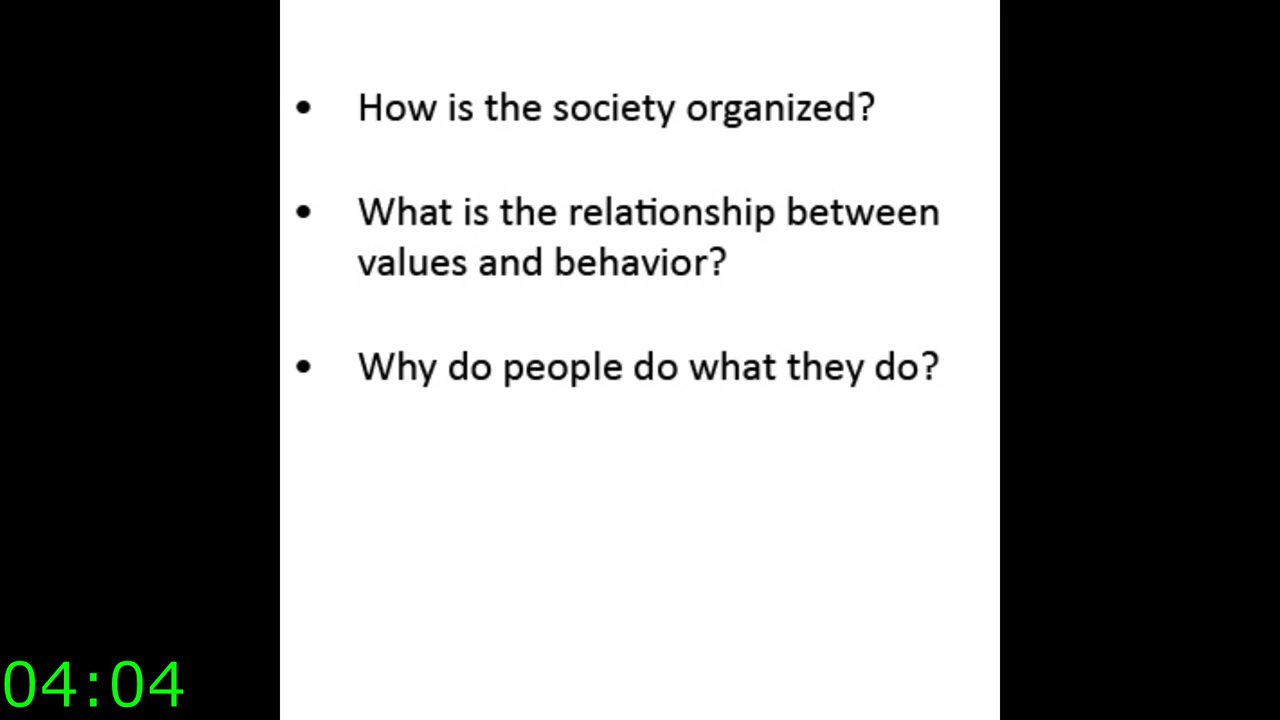 • How is the society organized?
• What is the relationship between
values and behavior?
• Why do people do what they do?
04:04